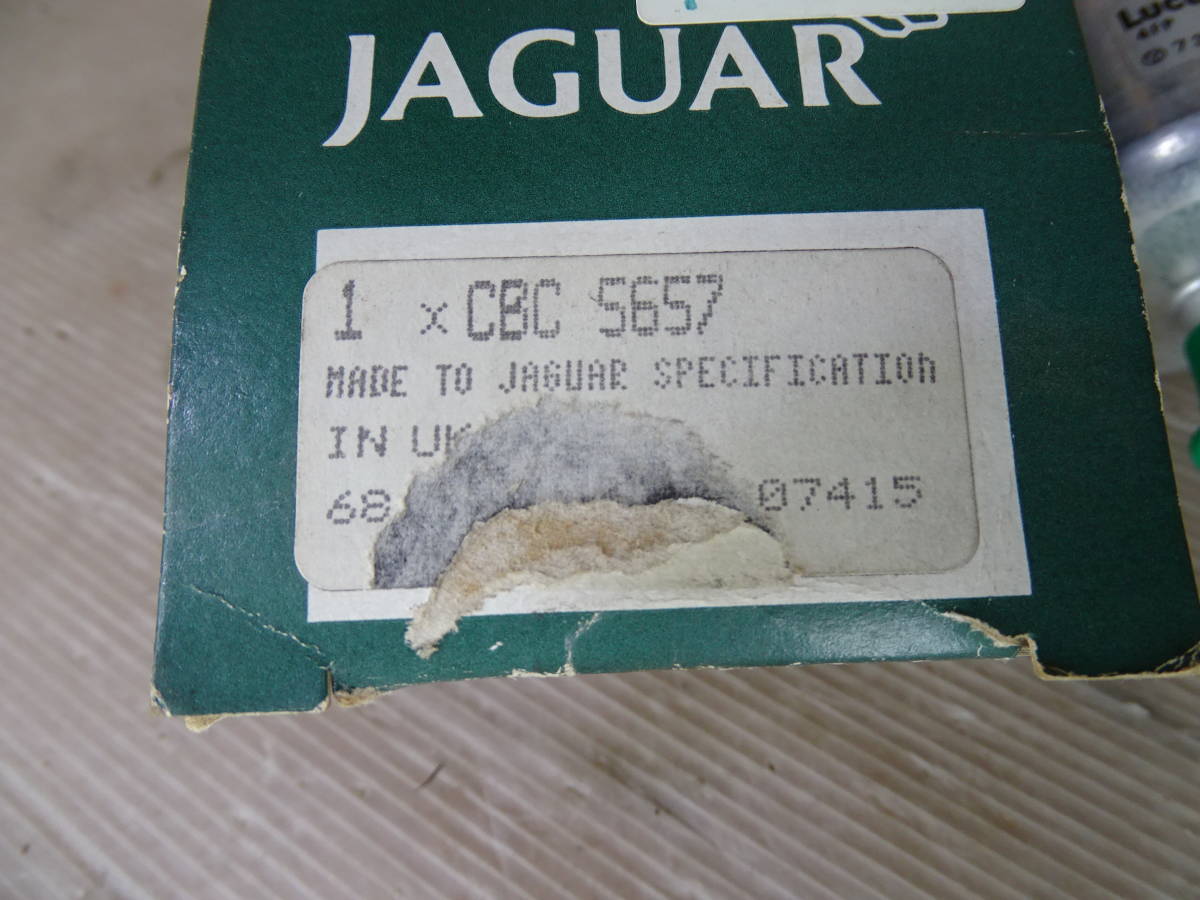 JAGUAR
1 x CBC 5657
MADE TO JAGUAR SPECIFICATION
IN UK
68 07415